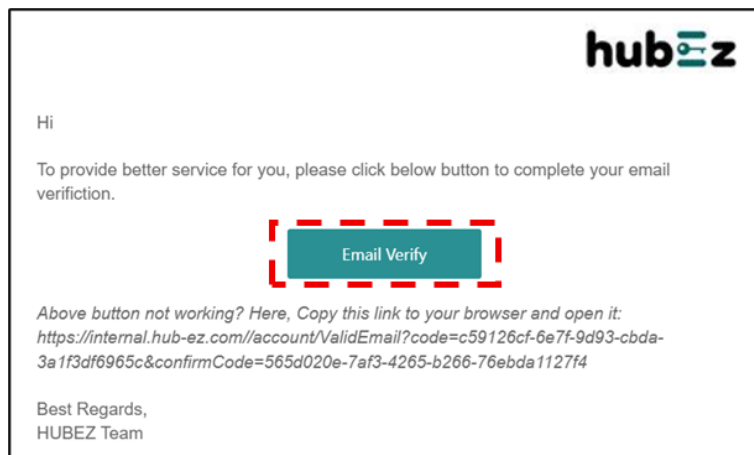 hubEz
Hi
To provide better service for you, please click below button to complete your email
verifiction.
Email Verify
Above button not working? Here, Copy this link to your browser and open it:
https://internal.hub-ez.com//account/ValidEmail?code=c59126cf-6e7f-9d93-cbda-
3a1f3df6965c&confirmCode=565d020e-7af3-4265-b266-76ebda1127f4
Best Regards,
HUBEZ Team